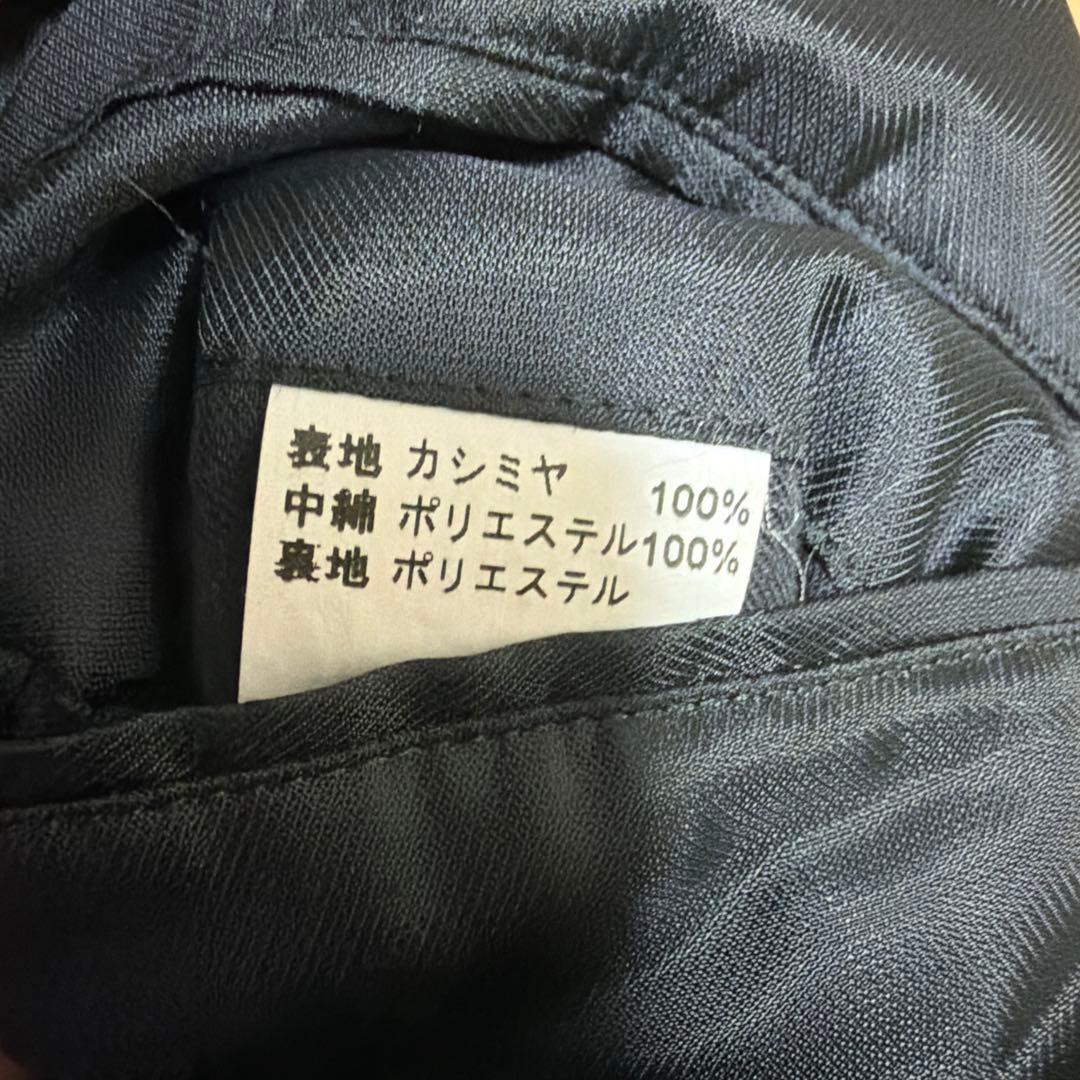 表地 カシミヤ 100%
中綿 ポリエステル100%
裏地 ポリエステル